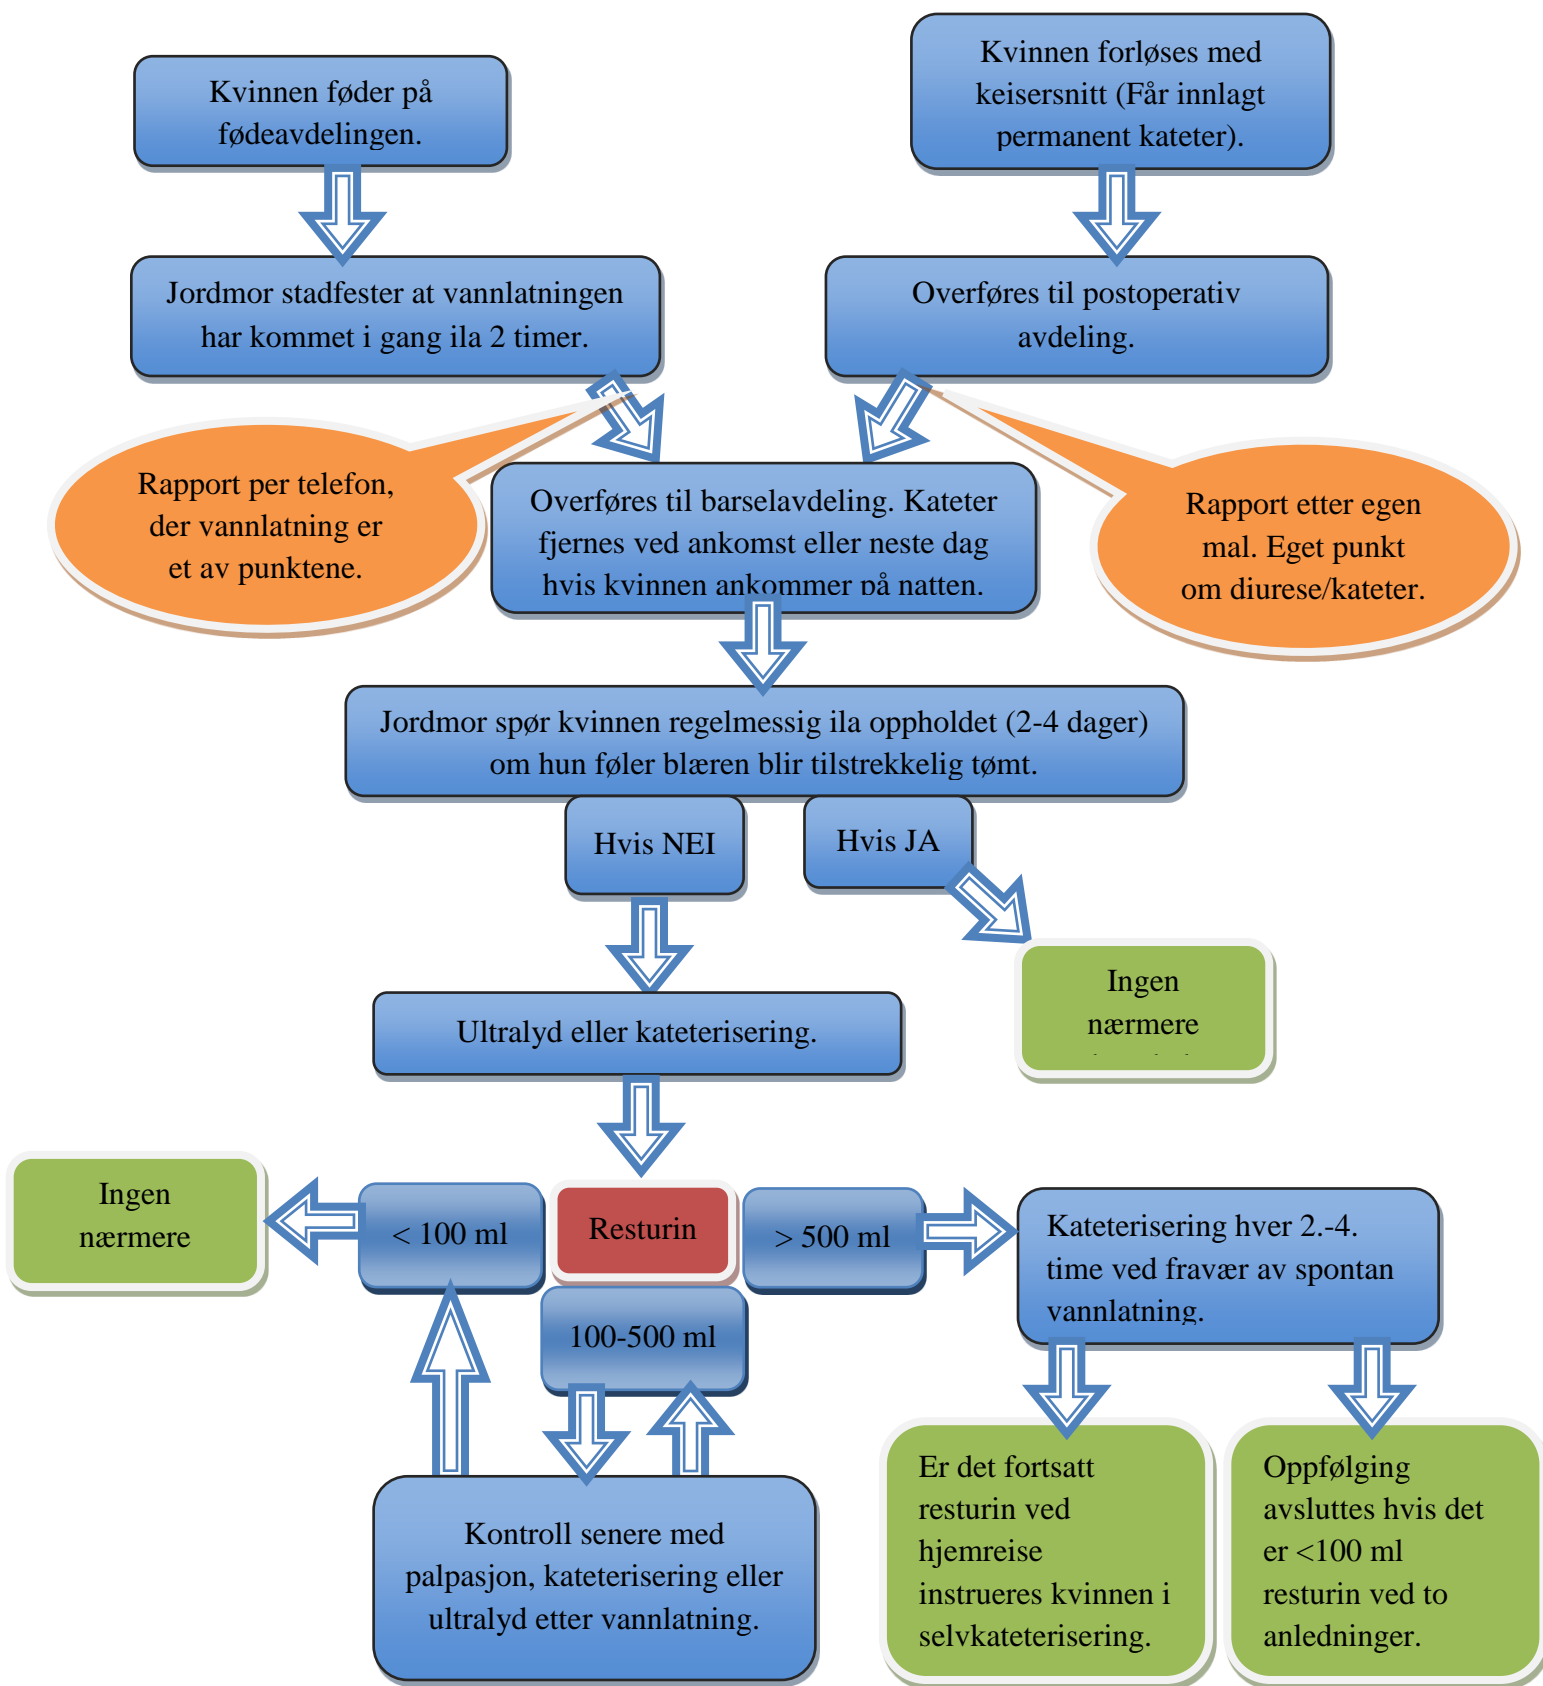 Kvinnen føder på
fødeavdelingen.
Kvinnen forløses med
keisersnitt (Får innlagt
permanent kateter).
Jordmor stadfester at vannlatningen
har kommet i gang ila 2 timer.
Overføres til postoperativ
avdeling.
Rapport per telefon,
der vannlatning er
et av punktene.
Overføres til barselavdeling. Kateter
fjernes ved ankomst eller neste dag
hvis kvinnen ankommer på natten.
Rapport etter egen
mal. Eget punkt
om diurese/kateter.
Jordmor spør kvinnen regelmessig ila oppholdet (2-4 dager)
om hun føler blæren blir tilstrekkelig tømt.
Hvis NEI
Hvis JA
Ingen
nærmere
Ultralyd eller kateterisering.
Ingen
nærmere
< 100 ml
Resturin
> 500 ml
100-500 ml
Kateterisering hver 2.-4.
time ved fravær av spontan
vannlatning.
Kontroll senere med
palpasjon, kateterisering eller
ultralyd etter vannlatning.
Er det fortsatt
resturin ved
hjemreise
instrueres kvinnen i
selvkateterisering.
Oppfølging
avsluttes hvis det
er <100 ml
resturin ved to
anledninger.